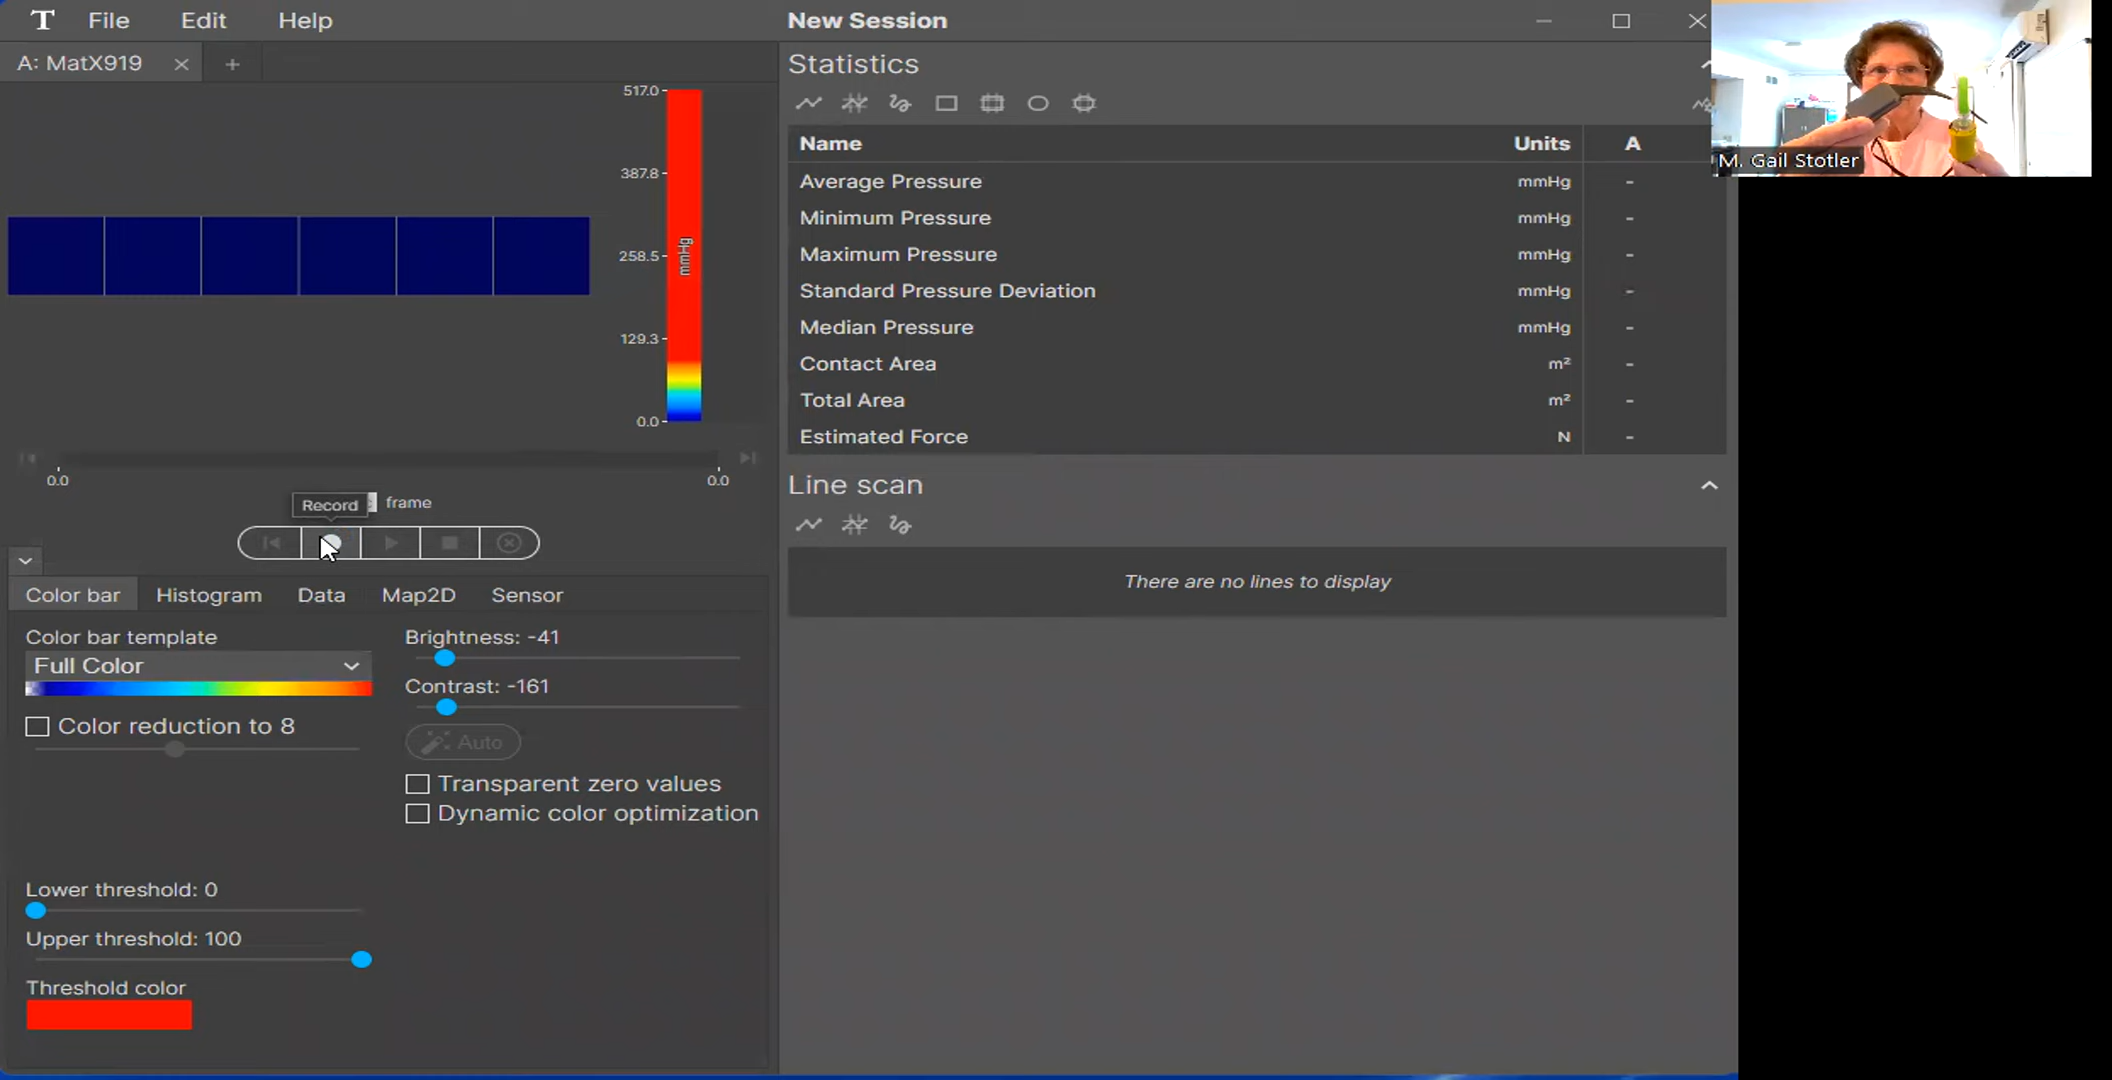 T File Edit Help
New Session
A: MatX919
517.0
387.8
258.5
129.3
0.0
mmHg
0.0 0.0
Record
frame
Color bar Histogram Data Map2D Sensor
Color bar template
Full Color
Color reduction to 8
Brightness: -41
Contrast: -161
Auto
Transparent zero values
Dynamic color optimization
Lower threshold: 0
Upper threshold: 100
Threshold color
Statistics
Name Units A
Average Pressure mmHg -
Minimum Pressure mmHg -
Maximum Pressure mmHg -
Standard Pressure Deviation mmHg -
Median Pressure mmHg -
Contact Area m² -
Total Area m² -
Estimated Force N -
Line scan
There are no lines to display
M. Gail Stotler